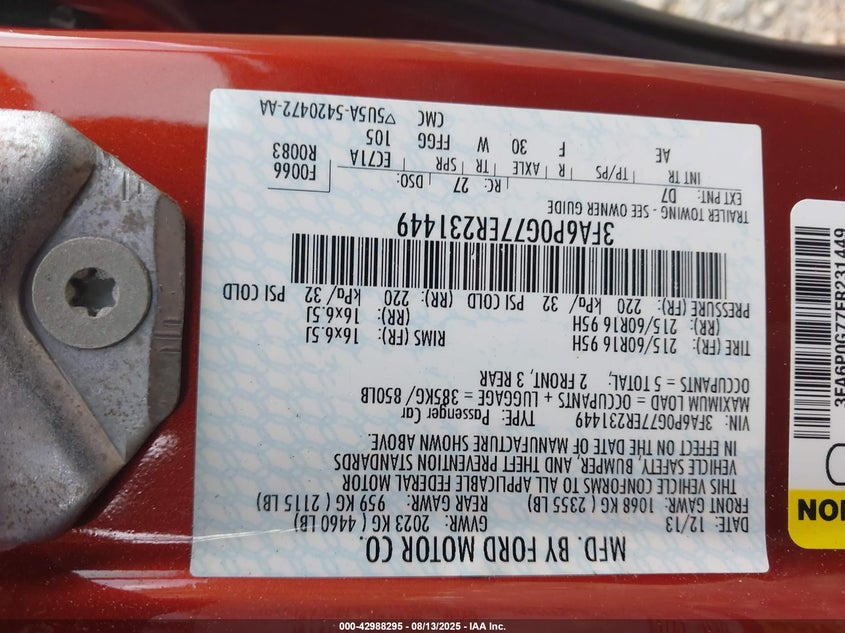 MFD. BY FORD MOTOR CO.
DATE: 12/13 GVWR: 2023 KG ( 4460 LB)
FRONT GAWR: 1068 KG ( 2355 LB) REAR GAWR: 959 KG ( 2115 LB)
THIS VEHICLE CONFORMS TO ALL APPLICABLE FEDERAL MOTOR
VEHICLE SAFETY, BUMPER, AND THEFT PREVENTION STANDARDS
IN EFFECT ON THE DATE OF MANUFACTURE SHOWN ABOVE.
VIN: 3FA6P0G77ER231449 TYPE: Passenger Car
MAXIMUM LOAD = OCCUPANTS + LUGGAGE = 385KG/ 850LB
OCCUPANTS = 5 TOTAL, 2 FRONT, 3 REAR
TIRE (FR): 215/60R16 95H RIMS (FR): 16x6.5J
(RR): 215/60R16 95H (RR): 16x6.5J
PRESSURE (FR): 220 kPa/ 32 PSI COLD (RR): 220 kPa/ 32 PSI COLD
3FA6P0G77ER231449
TRAILER TOWING - SEE OWNER GUIDE
EXT PNT: D7 RC: 27 DSO: F0066
INT TR TP/PS R AXLE TR SPR EC71A R0083
AE F 30 W FFGG 105
CMC ▽5U5A-5420472-AA
3FA6P0G77ER231449
000-42988295 - 08/13/2025 - IAA Inc.